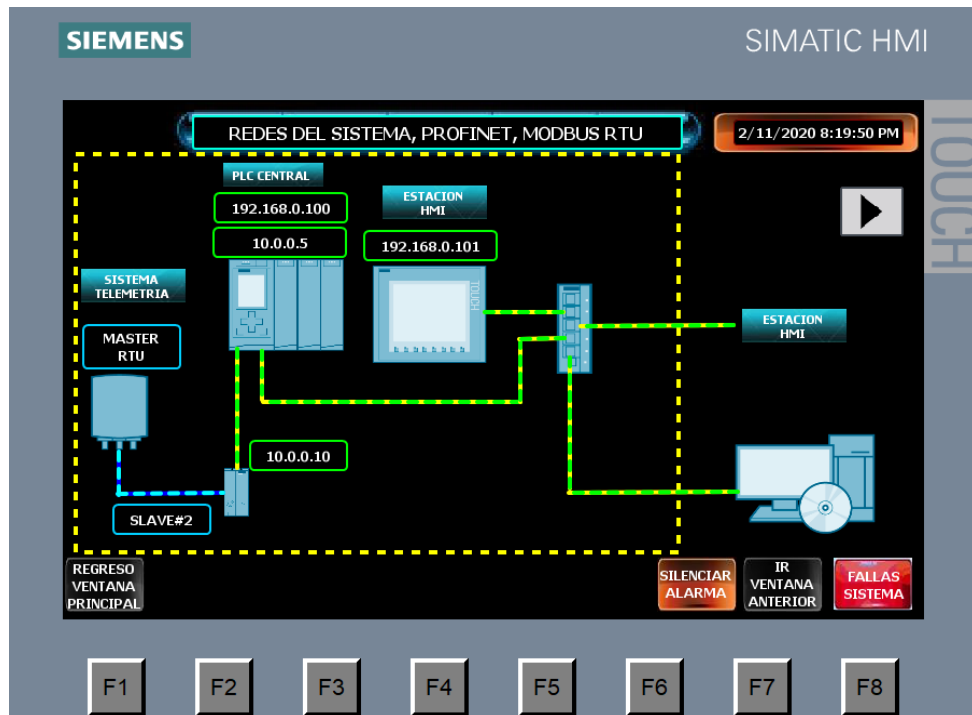 SIEMENS
SIMATIC HMI
TOUCH
REDES DEL SISTEMA, PROFINET, MODBUS RTU
2/11/2020 8:19:50 PM
PLC CENTRAL
192.168.0.100
10.0.0.5
ESTACION
HMI
192.168.0.101
TOUCH
SISTEMA
TELEMETRIA
MASTER
RTU
ESTACION
HMI
10.0.0.10
SLAVE#2
REGRESO
VENTANA
PRINCIPAL
SILENCIAR
ALARMA
IR
VENTANA
ANTERIOR
FALLAS
SISTEMA
F1
F2
F3
F4
F5
F6
F7
F8